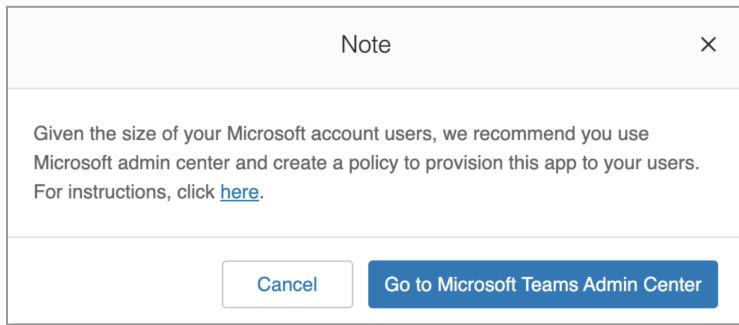 Note
Given the size of your Microsoft account users, we recommend you use
Microsoft admin center and create a policy to provision this app to your users.
For instructions, click here.
Cancel
Go to Microsoft Teams Admin Center